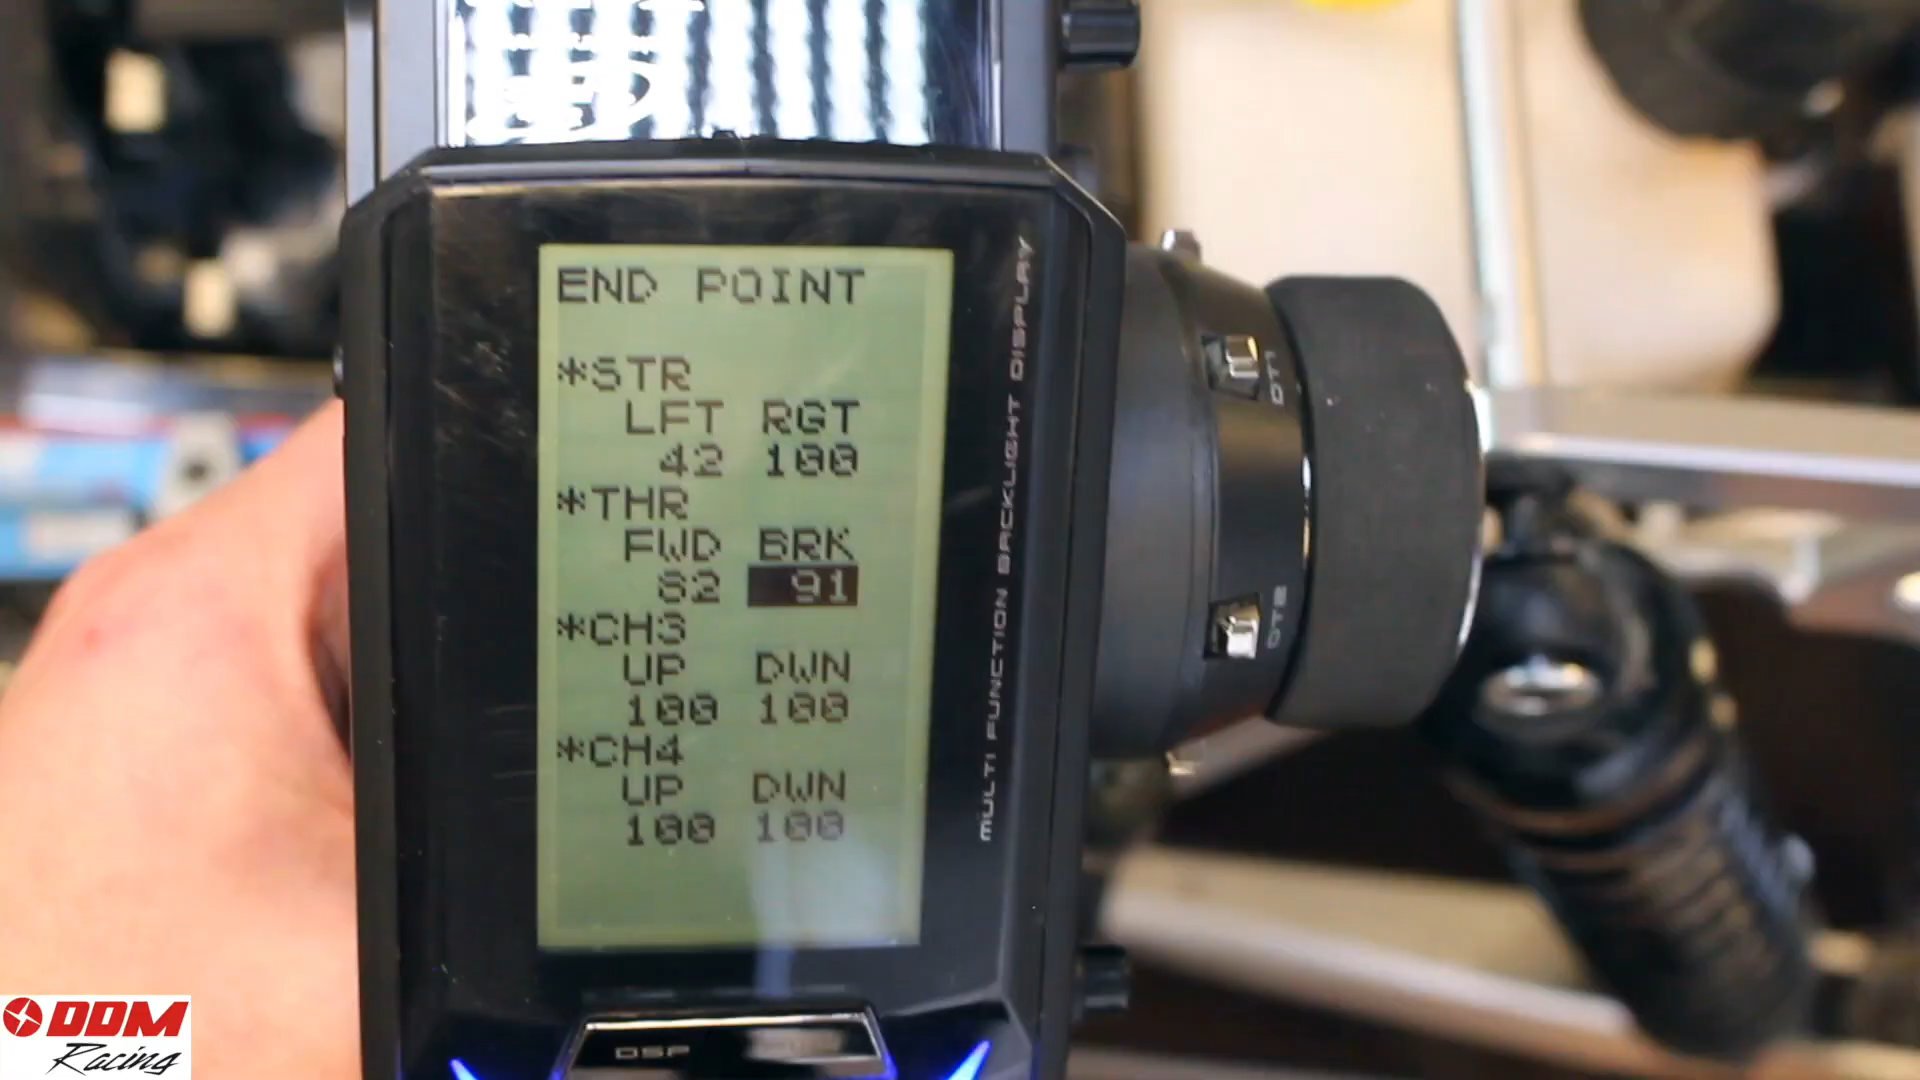 END POINT
*STR
LFT RGT
42 100
*THR
FWD BRK
82 91
*CH3
UP DWN
100 100
*CH4
UP DWN
100 100
MULTI FUNCTION BACKLIGHT DISPLAY
DT1
DT2
DSP
DDM
Racing